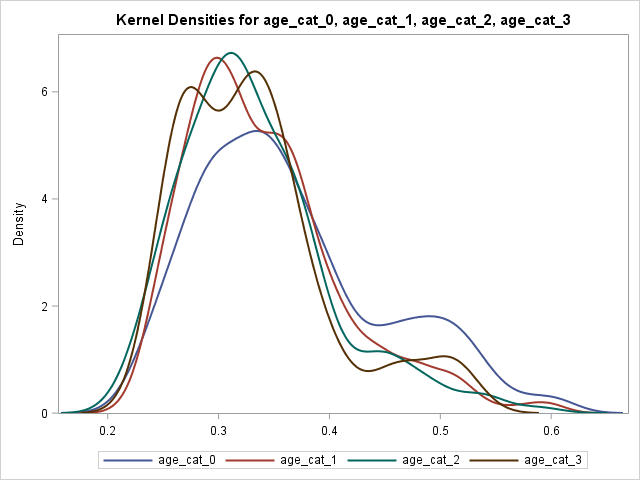 Kernel Densities for age_cat_0, age_cat_1, age_cat_2, age_cat_3
Density
6
4
2
0
0.2 0.3 0.4 0.5 0.6
age_cat_0 age_cat_1 age_cat_2 age_cat_3